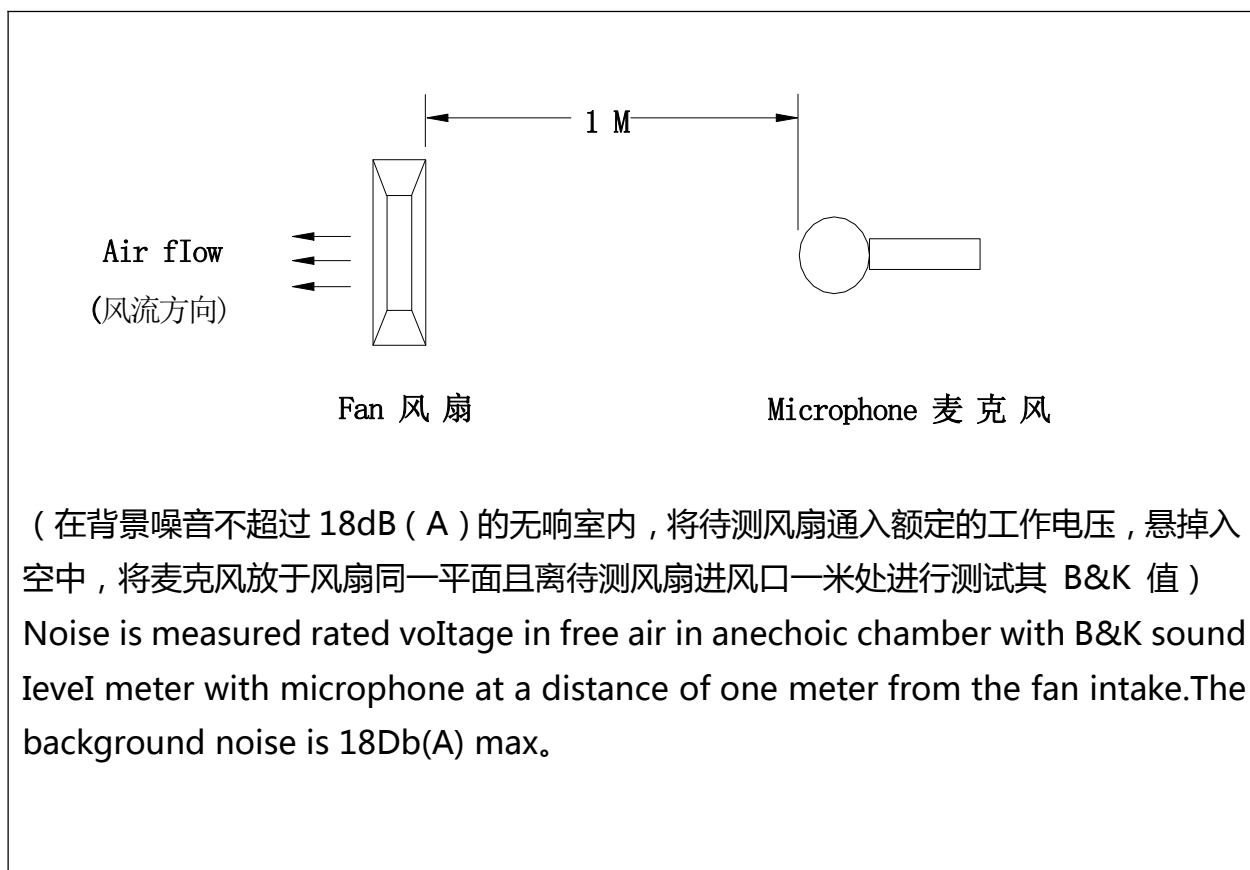 1 M
Air fIow
(风流方向)
Fan 风 扇
Microphone 麦 克 风
（在背景噪音不超过 18dB（A）的无响室内，将待测风扇通入额定的工作电压，悬掉入
空中，将麦克风放于风扇同一平面且离待测风扇进风口一米处进行测试其 B&K 值）
Noise is measured rated voItage in free air in anechoic chamber with B&K sound
IeveI meter with microphone at a distance of one meter from the fan intake.The
background noise is 18Db(A) max。